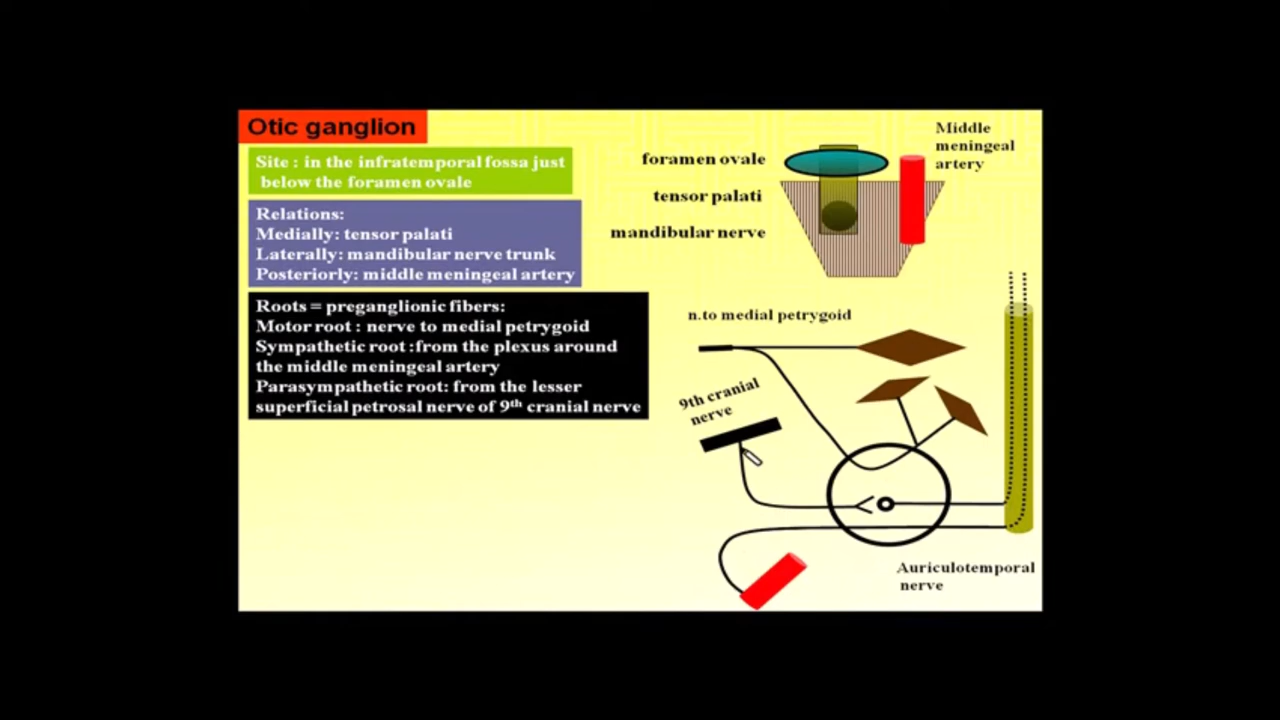 Otic ganglion
Site : in the infratemporal fossa just
below the foramen ovale
Relations:
Medially: tensor palati
Laterally: mandibular nerve trunk
Posteriorly: middle meningeal artery
Roots = preganglionic fibers:
Motor root : nerve to medial petrygoid
Sympathetic root :from the plexus around
the middle meningeal artery
Parasympathetic root: from the lesser
superficial petrosal nerve of 9th cranial nerve
Middle
meningeal
artery
foramen ovale
tensor palati
mandibular nerve
n.to medial petrygoid
9th cranial
nerve
Auriculotemporal
nerve